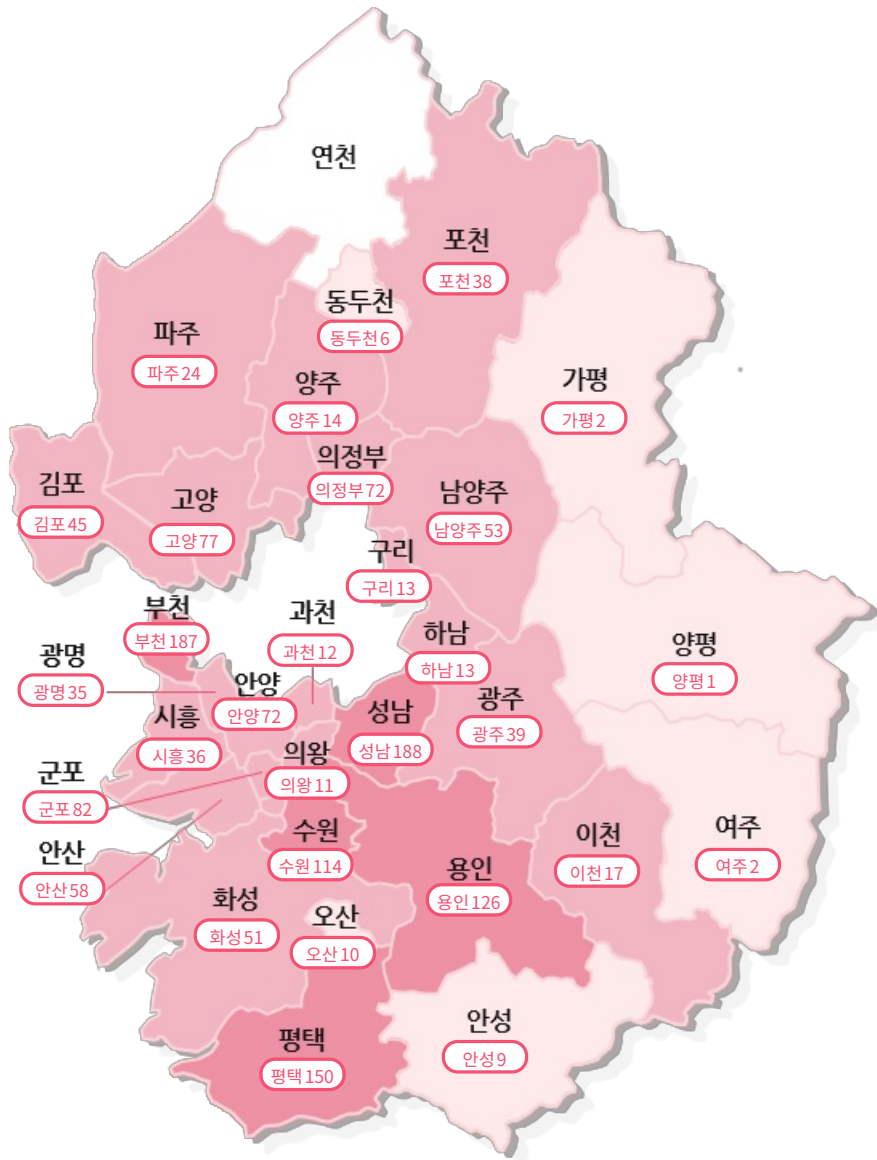 연천
포천
포천38
동두천
동두천6
파주
파주24
양주
양주14
가평
가평2
의정부
의정부72
김포
김포45
고양
고양77
남양주
남양주53
구리
구리13
부천
부천187
과천
과천12
하남
하남13
양평
양평1
광명
광명35
안양
안양72
시흥
시흥36
성남
성남188
광주
광주39
의왕
의왕11
군포
군포82
수원
수원114
이천
이천17
여주
여주2
안산
안산58
용인
용인126
화성
화성51
오산
오산10
안성
안성9
평택
평택150